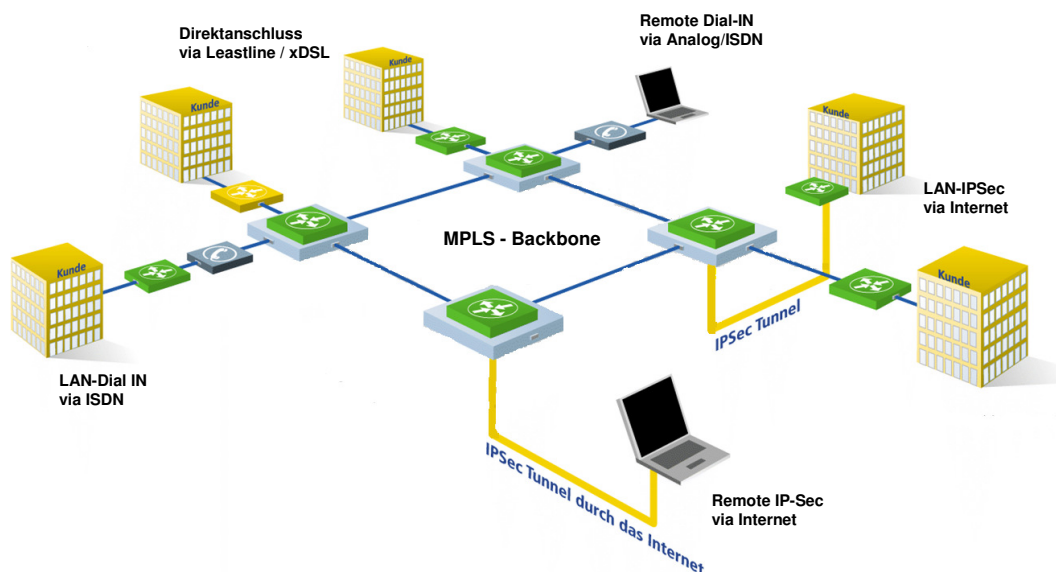 Direktanschluss
via Leastline / xDSL
Remote Dial-IN
via Analog/ISDN
Kunde
Kunde
Kunde
LAN-IPSec
via Internet
MPLS - Backbone
Kunde
Kunde
IPSec Tunnel
LAN-Dial IN
via ISDN
IPSec Tunnel durch das Internet
Remote IP-Sec
via Internet